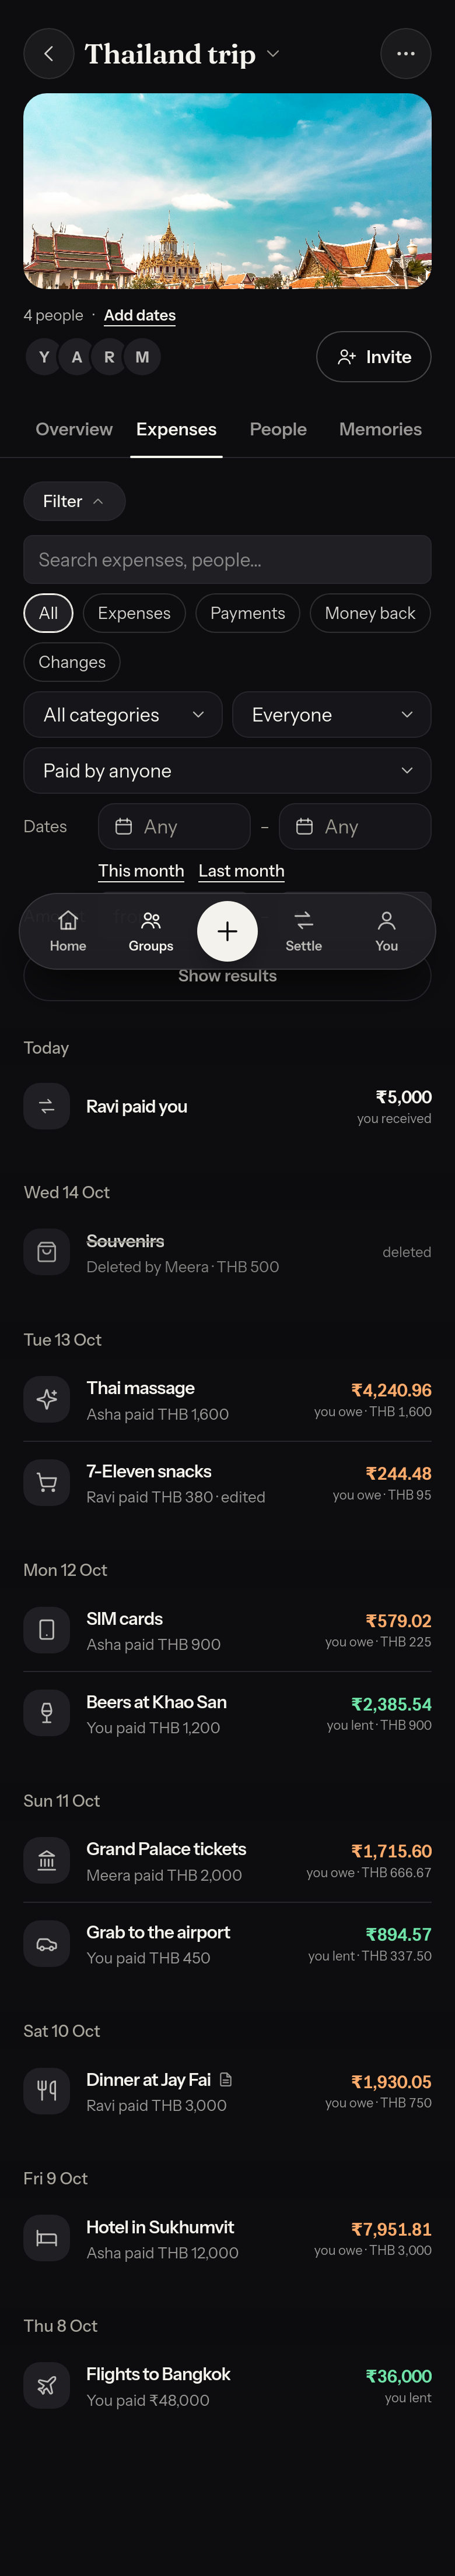 Thailand trip
4 people · Add dates
Y A R M
Invite
Overview Expenses People Memories
Filter
Search expenses, people...
All Expenses Payments Money back
Changes
All categories Everyone
Paid by anyone
Dates Any – Any
This month Last month
Home Groups Settle You
Show results
Today
Ravi paid you ₹5,000
you received
Wed 14 Oct
Souvenirs
Deleted by Meera · THB 500 deleted
Tue 13 Oct
Thai massage ₹4,240.96
Asha paid THB 1,600 you owe · THB 1,600
7-Eleven snacks ₹244.48
Ravi paid THB 380 · edited you owe · THB 95
Mon 12 Oct
SIM cards ₹579.02
Asha paid THB 900 you owe · THB 225
Beers at Khao San ₹2,385.54
You paid THB 1,200 you lent · THB 900
Sun 11 Oct
Grand Palace tickets ₹1,715.60
Meera paid THB 2,000 you owe · THB 666.67
Grab to the airport ₹894.57
You paid THB 450 you lent · THB 337.50
Sat 10 Oct
Dinner at Jay Fai ₹1,930.05
Ravi paid THB 3,000 you owe · THB 750
Fri 9 Oct
Hotel in Sukhumvit ₹7,951.81
Asha paid THB 12,000 you owe · THB 3,000
Thu 8 Oct
Flights to Bangkok ₹36,000
You paid ₹48,000 you lent